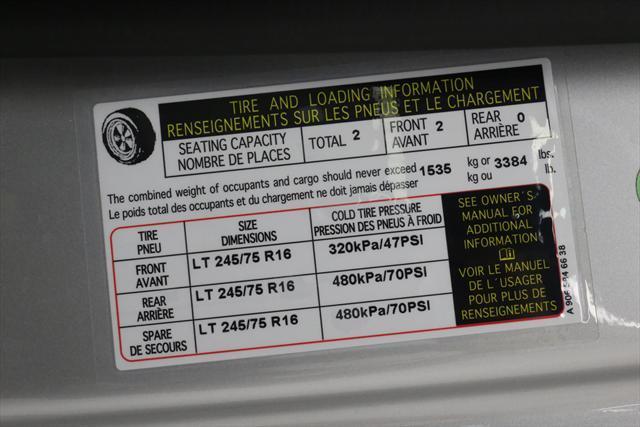 TIRE AND LOADING INFORMATION
RENSEIGNEMENTS SUR LES PNEUS ET LE CHARGEMENT
SEATING CAPACITY
NOMBRE DE PLACES
TOTAL 2
FRONT 2
AVANT
REAR 0
ARRIÈRE
The combined weight of occupants and cargo should never exceed 1535 kg or 3384 lbs.
Le poids total des occupants et du chargement ne doit jamais dépasser kg ou lb.
TIRE
PNEU
SIZE
DIMENSIONS
COLD TIRE PRESSURE
PRESSION DES PNEUS À FROID
FRONT
AVANT
LT 245/75 R16
320kPa/47PSI
REAR
ARRIÈRE
LT 245/75 R16
480kPa/70PSI
SPARE
DE SECOURS
LT 245/75 R16
480kPa/70PSI
SEE OWNER'S
MANUAL FOR
ADDITIONAL
INFORMATION
VOIR LE MANUEL
DE L'USAGER
POUR PLUS DE
RENSEIGNEMENTS